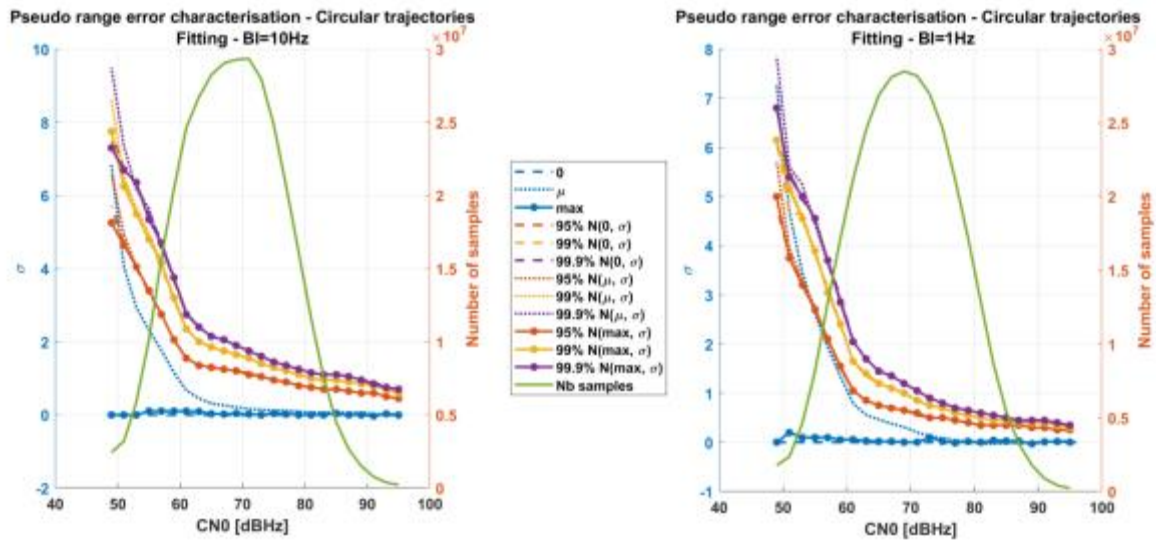 Pseudo range error characterisation - Circular trajectories
Fitting - Bl=10Hz
×10⁷
10
8
6
4
2
0
-2
σ
3
2.5
2
1.5
1
0.5
0
Number of samples
40
50
60
70
80
90
100
CN0 [dBHz]
0
μ
max
95% N(0, σ)
99% N(0, σ)
99.9% N(0, σ)
95% N(μ, σ)
99% N(μ, σ)
99.9% N(μ, σ)
95% N(max, σ)
99% N(max, σ)
99.9% N(max, σ)
Nb samples
Pseudo range error characterisation - Circular trajectories
Fitting - Bl=1Hz
×10⁷
8
7
6
5
4
3
2
1
0
-1
σ
3
2.5
2
1.5
1
0.5
0
Number of samples
40
50
60
70
80
90
100
CN0 [dBHz]